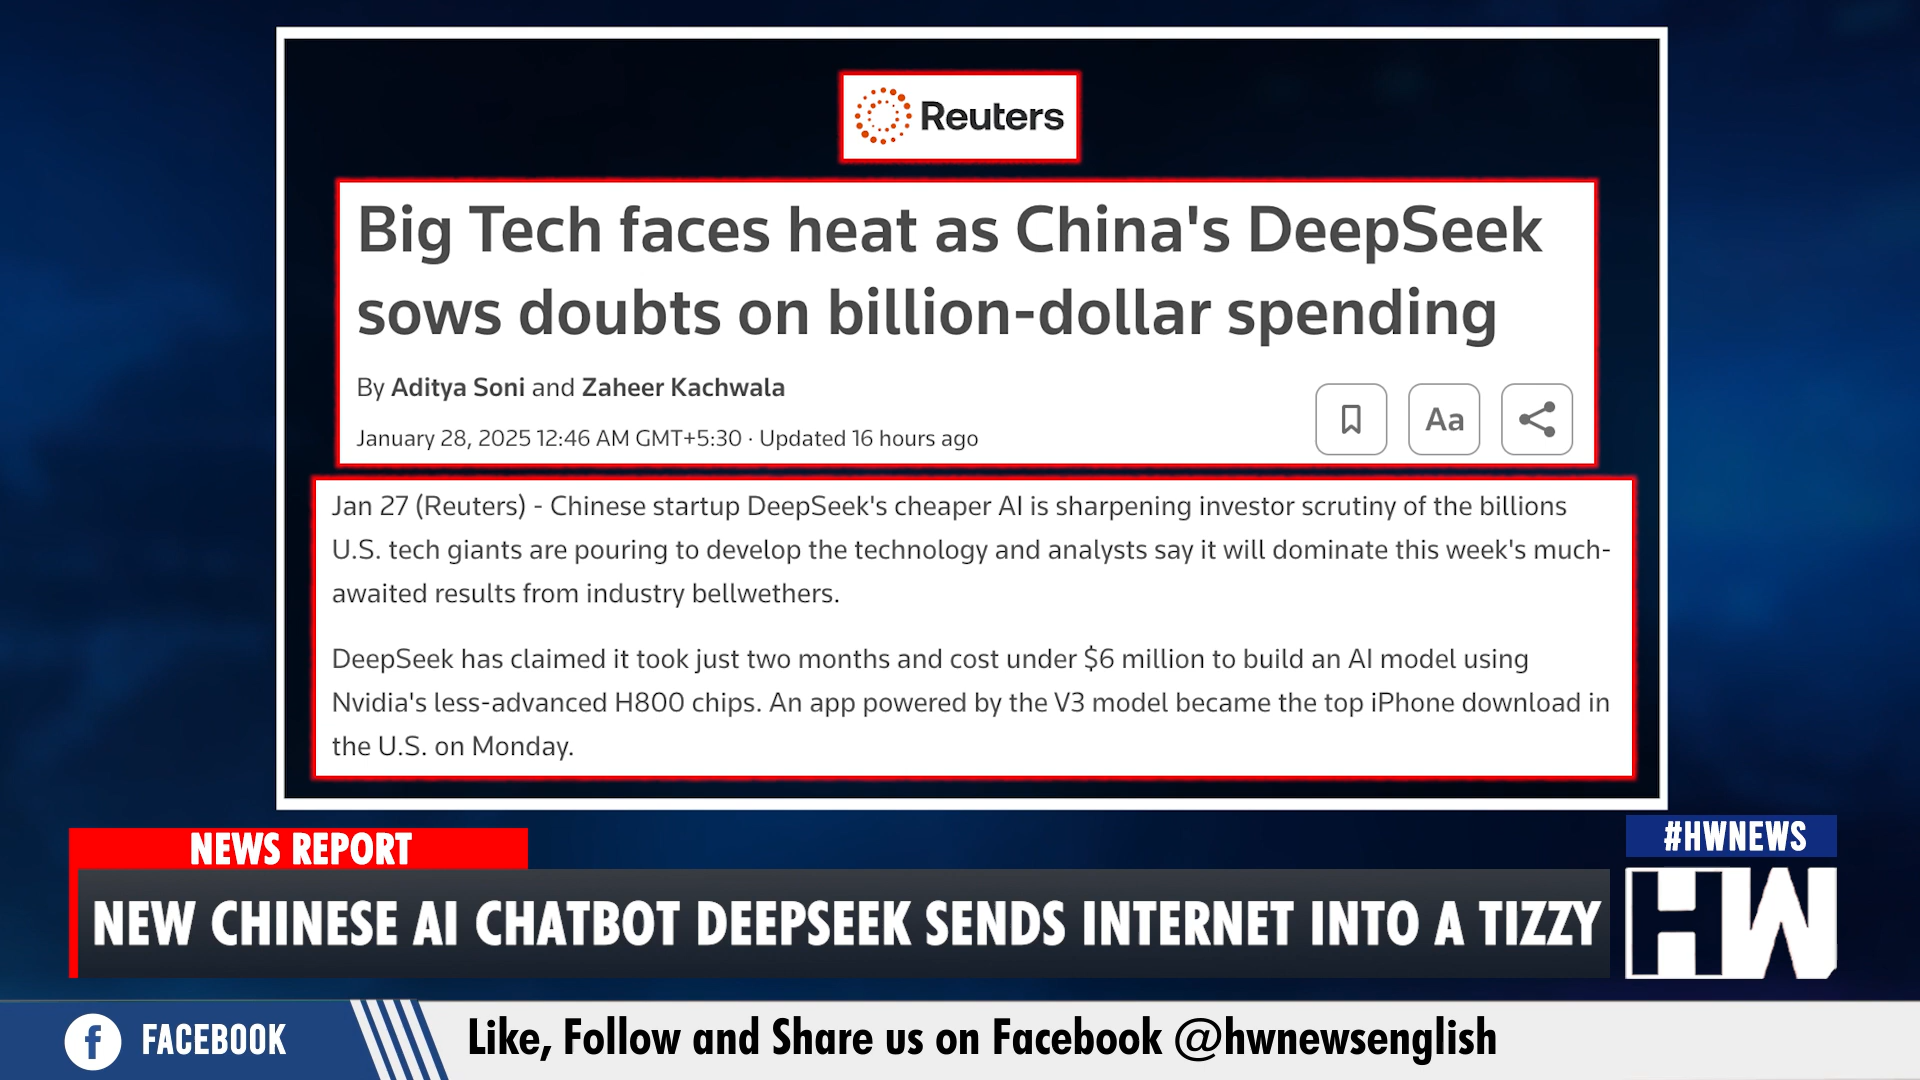 Reuters
Big Tech faces heat as China's DeepSeek
sows doubts on billion-dollar spending
By Aditya Soni and Zaheer Kachwala
January 28, 2025 12:46 AM GMT+5:30 · Updated 16 hours ago
Aa
Jan 27 (Reuters) - Chinese startup DeepSeek's cheaper AI is sharpening investor scrutiny of the billions
U.S. tech giants are pouring to develop the technology and analysts say it will dominate this week's much-
awaited results from industry bellwethers.
DeepSeek has claimed it took just two months and cost under $6 million to build an AI model using
Nvidia's less-advanced H800 chips. An app powered by the V3 model became the top iPhone download in
the U.S. on Monday.
NEWS REPORT
NEW CHINESE AI CHATBOT DEEPSEEK SENDS INTERNET INTO A TIZZY
#HWNEWS
HW
f FACEBOOK
Like, Follow and Share us on Facebook @hwnewsenglish